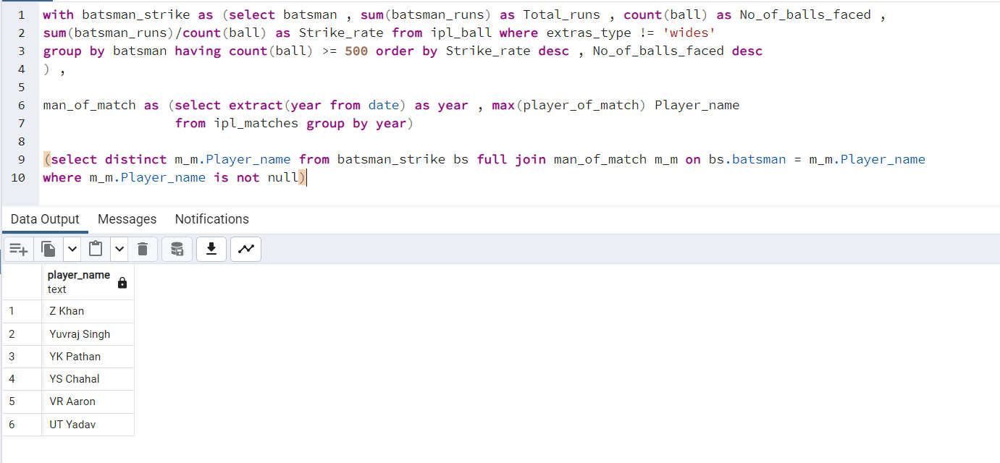 1 with batsman_strike as (select batsman , sum(batsman_runs) as Total_runs , count(ball) as No_of_balls_faced ,
2 sum(batsman_runs)/count(ball) as Strike_rate from ipl_ball where extras_type != 'wides'
3 group by batsman having count(ball) >= 500 order by Strike_rate desc , No_of_balls_faced desc
4 ) ,
5
6 man_of_match as (select extract(year from date) as year , max(player_of_match) Player_name
7 from ipl_matches group by year)
8
9 (select distinct m_m.Player_name from batsman_strike bs full join man_of_match m_m on bs.batsman = m_m.Player_name
10 where m_m.Player_name is not null)
Data Output Messages Notifications
player_name
text
1 Z Khan
2 Yuvraj Singh
3 YK Pathan
4 YS Chahal
5 VR Aaron
6 UT Yadav